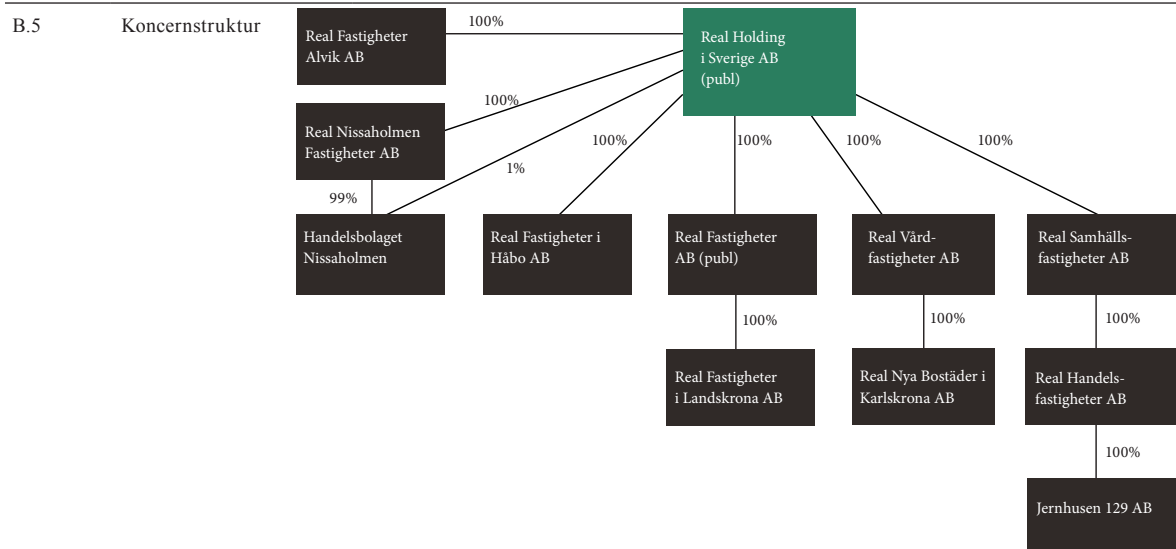 B.5 Koncernstruktur
Real Fastigheter
Alvik AB
100%
Real Holding
i Sverige AB
(publ)
100%
Real Nissaholmen
Fastigheter AB
100%
100%
100%
100%
1%
99%
Handelsbolaget
Nissaholmen
Real Fastigheter i
Håbo AB
Real Fastigheter
AB (publ)
Real Vård-
fastigheter AB
Real Samhälls-
fastigheter AB
100%
100%
100%
Real Fastigheter
i Landskrona AB
Real Nya Bostäder i
Karlskrona AB
Real Handels-
fastigheter AB
100%
Jernhusen 129 AB